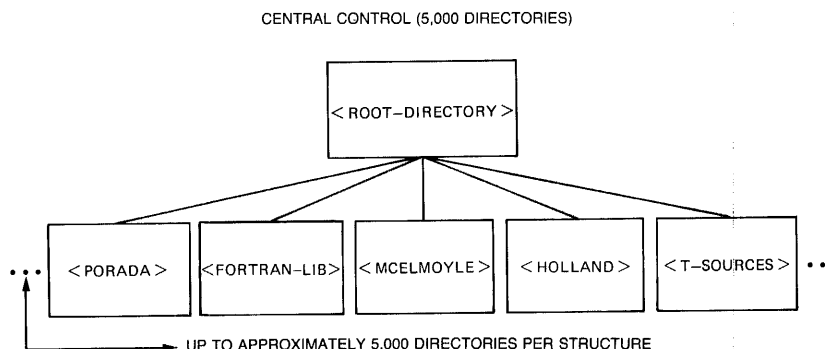 CENTRAL CONTROL (5,000 DIRECTORIES)
<ROOT-DIRECTORY>
<PORADA> <FORTRAN-LIB> <MCELMOYLE> <HOLLAND> <T-SOURCES>
UP TO APPROXIMATELY 5,000 DIRECTORIES PER STRUCTURE